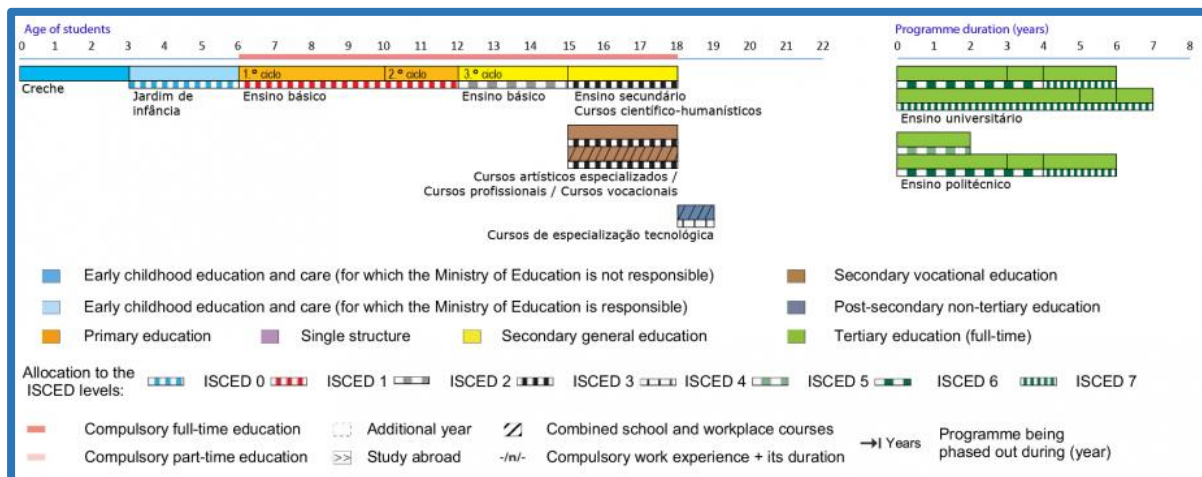 Age of students
Programme duration (years)
0 1 2 3 4 5 6 7 8 9 10 11 12 13 14 15 16 17 18 19 20 21 22
0 1 2 3 4 5 6 7 8
1.º ciclo 2.º ciclo 3.º ciclo
Creche
Jardim de
infância
Ensino básico
Ensino básico
Ensino secundário
Cursos científico-humanísticos
Ensino universitário
Cursos artísticos especializados /
Cursos profissionais / Cursos vocacionais
Ensino politécnico
Cursos de especialização tecnológica
Early childhood education and care (for which the Ministry of Education is not responsible)
Secondary vocational education
Early childhood education and care (for which the Ministry of Education is responsible)
Post-secondary non-tertiary education
Primary education
Single structure
Secondary general education
Tertiary education (full-time)
Allocation to the
ISCED levels:
ISCED 0 ISCED 1 ISCED 2 ISCED 3 ISCED 4 ISCED 5 ISCED 6 ISCED 7
Compulsory full-time education
Additional year
Combined school and workplace courses
Years
Programme being
phased out during (year)
Compulsory part-time education
>> Study abroad
-/n/- Compulsory work experience + its duration